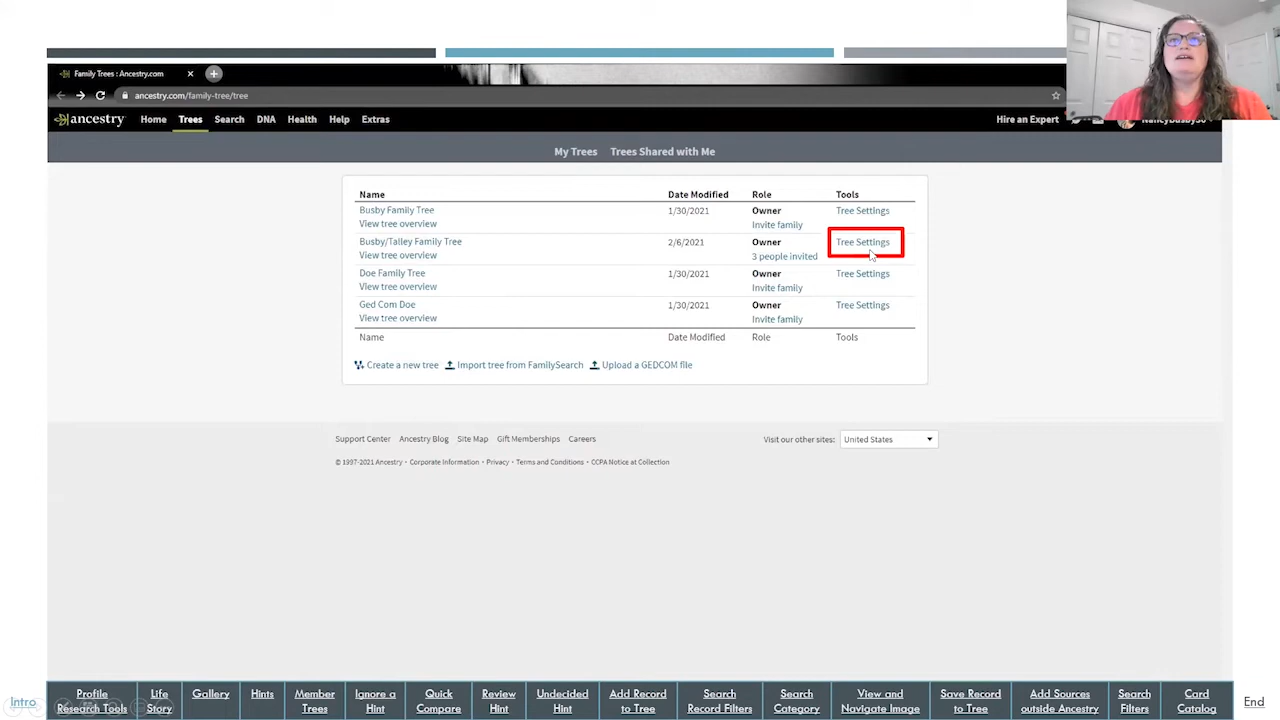 Family Trees : Ancestry.com
ancestry.com/family-tree/tree
ancestry Home Trees Search DNA Health Help Extras Hire an Expert
My Trees Trees Shared with Me
Name Date Modified Role Tools
Busby Family Tree 1/30/2021 Owner Tree Settings
View tree overview Invite family
Busby/Talley Family Tree 2/6/2021 Owner Tree Settings
View tree overview 3 people invited
Doe Family Tree 1/30/2021 Owner Tree Settings
View tree overview Invite family
Ged Com Doe 1/30/2021 Owner Tree Settings
View tree overview Invite family
Name Date Modified Role Tools
Create a new tree Import tree from FamilySearch Upload a GEDCOM file
Support Center Ancestry Blog Site Map Gift Memberships Careers Visit our other sites: United States
© 1997-2021 Ancestry • Corporate Information • Privacy • Terms and Conditions • CCPA Notice at Collection
Intro
Profile
Research Tools
Life
Story
Gallery
Hints
Member
Trees
Ignore a
Hint
Quick
Compare
Review
Hint
Undecided
Hint
Add Record
to Tree
Search
Record Filters
Search
Category
View and
Navigate Image
Save Record
to Tree
Add Sources
outside Ancestry
Search
Filters
Card
Catalog
End